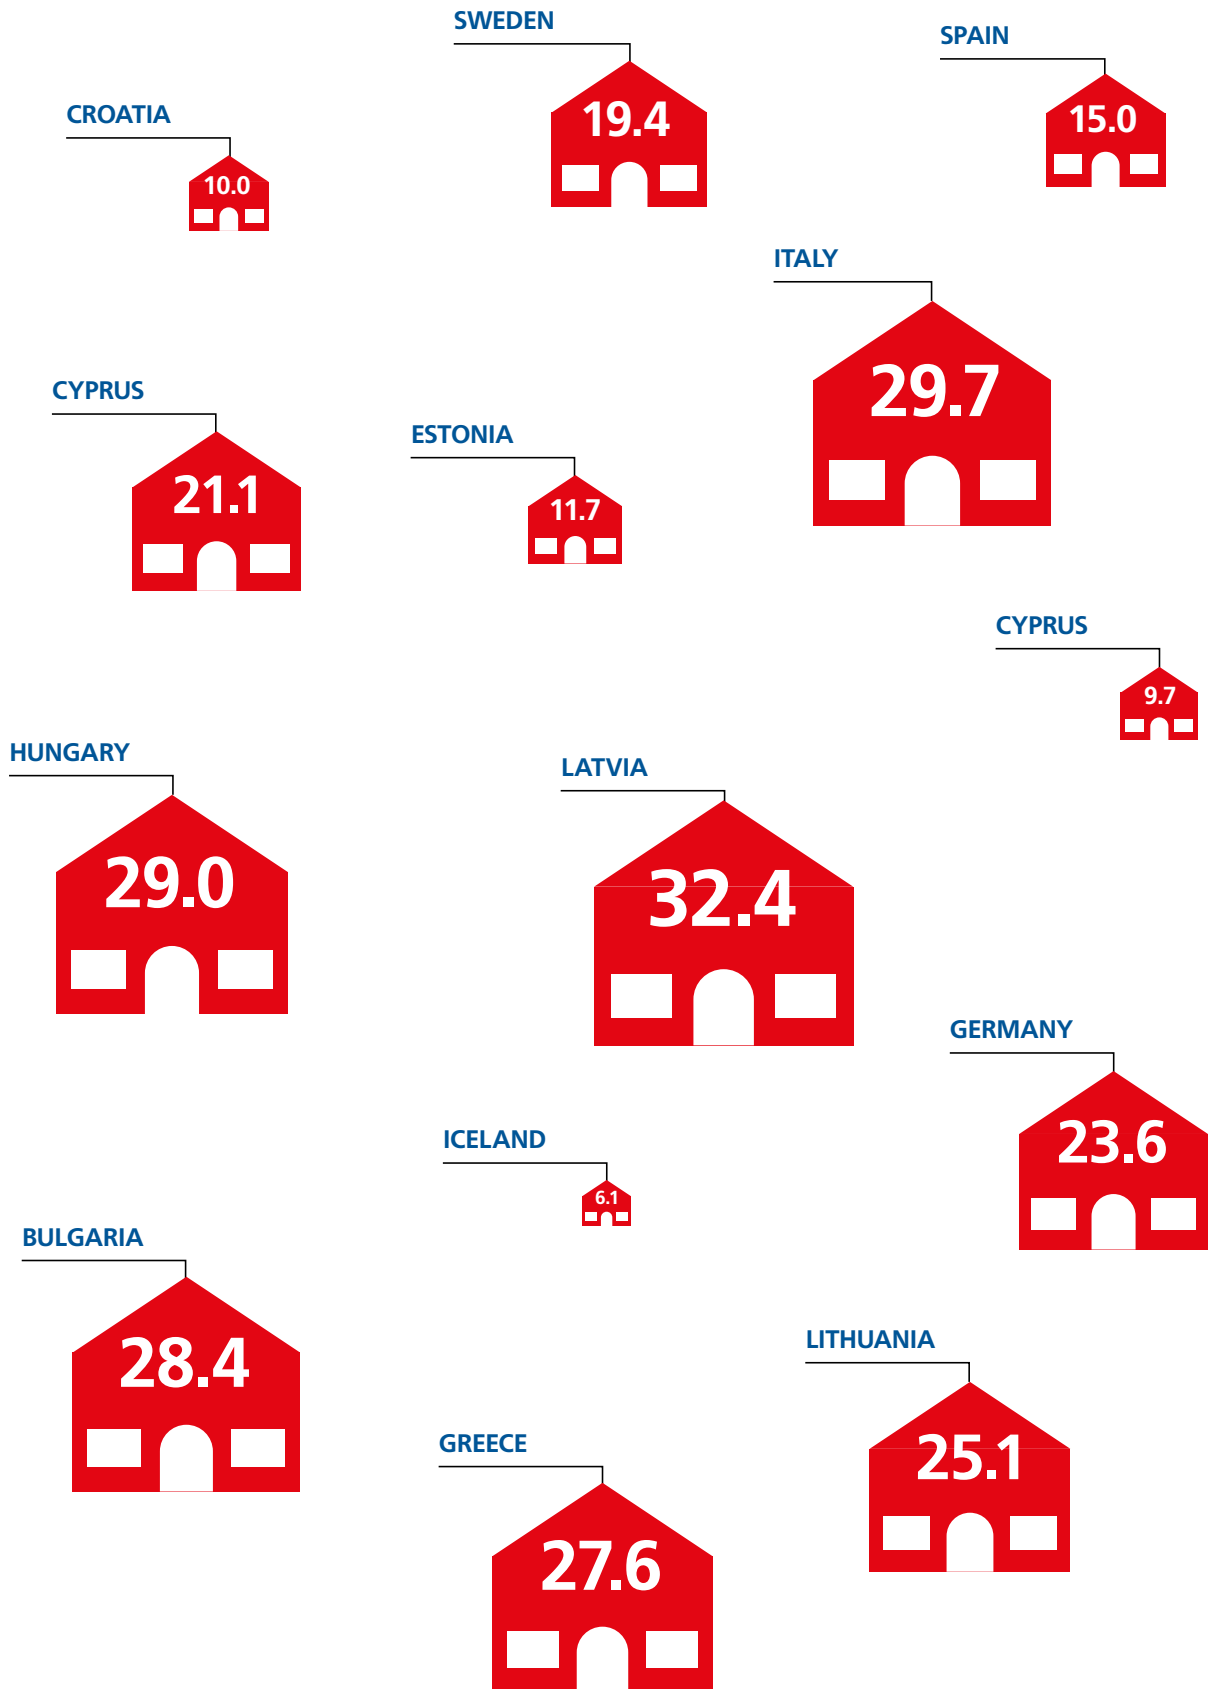 SWEDEN
19.4
SPAIN
15.0
CROATIA
10.0
ITALY
29.7
CYPRUS
21.1
ESTONIA
11.7
CYPRUS
9.7
HUNGARY
29.0
LATVIA
32.4
GERMANY
23.6
ICELAND
6.1
BULGARIA
28.4
LITHUANIA
25.1
GREECE
27.6